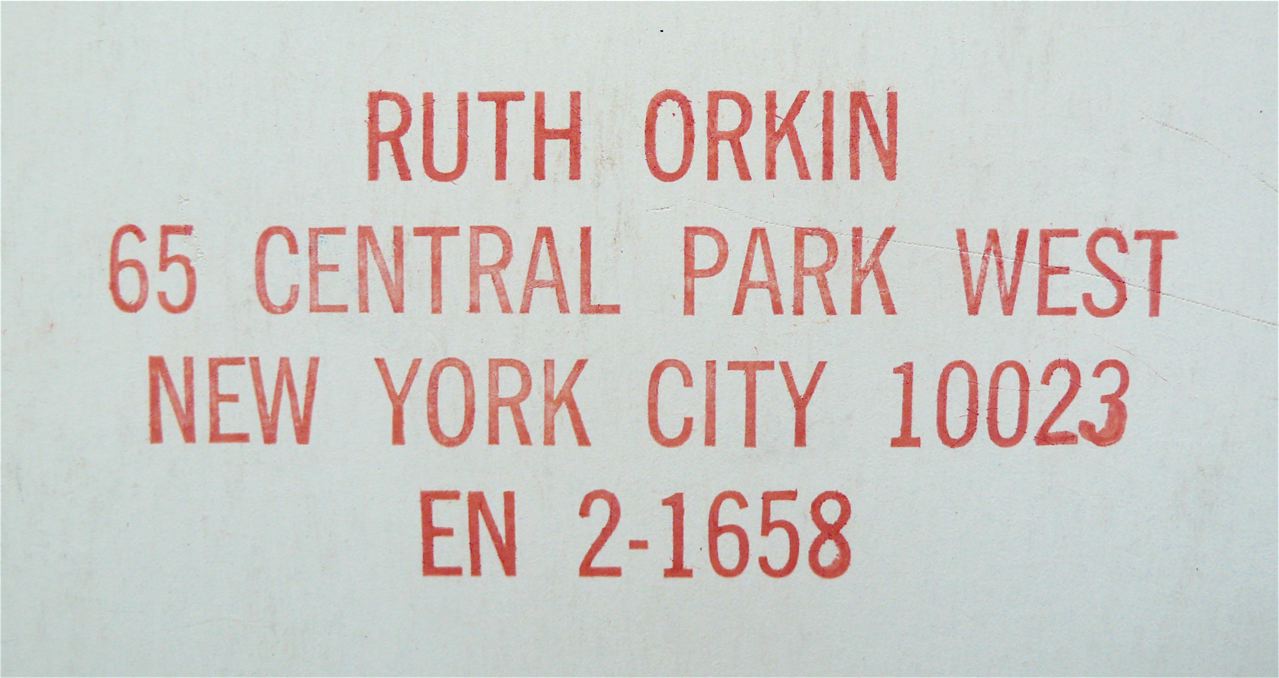 RUTH ORKIN
65 CENTRAL PARK WEST
NEW YORK CITY 10023
EN 2-1658